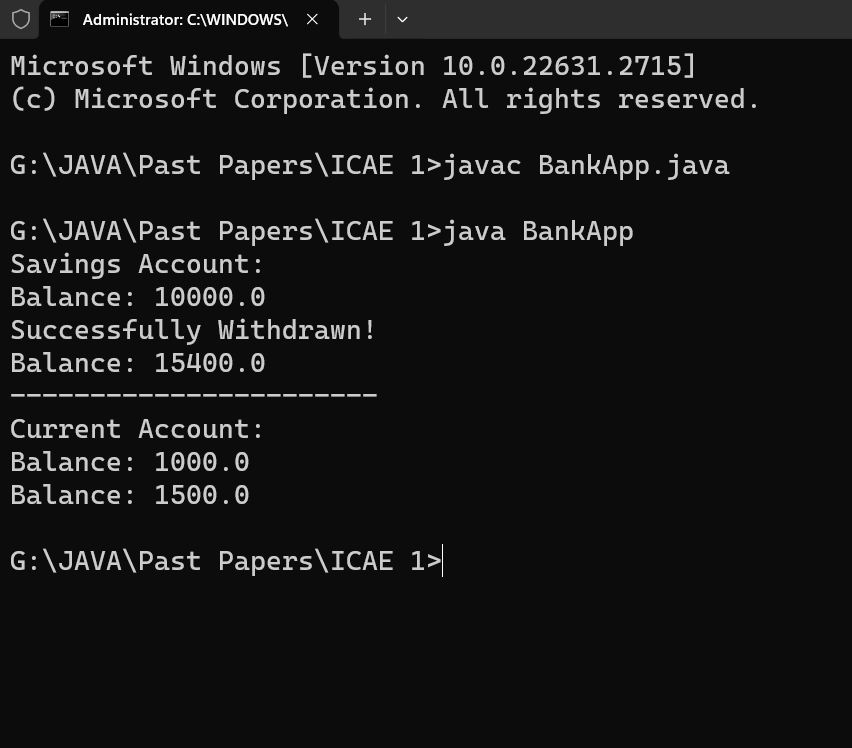 Administrator: C:\WINDOWS\
Microsoft Windows [Version 10.0.22631.2715]
(c) Microsoft Corporation. All rights reserved.
G:\JAVA\Past Papers\ICAE 1>javac BankApp.java
G:\JAVA\Past Papers\ICAE 1>java BankApp
Savings Account:
Balance: 10000.0
Successfully Withdrawn!
Balance: 15400.0
-----------------------
Current Account:
Balance: 1000.0
Balance: 1500.0
G:\JAVA\Past Papers\ICAE 1>